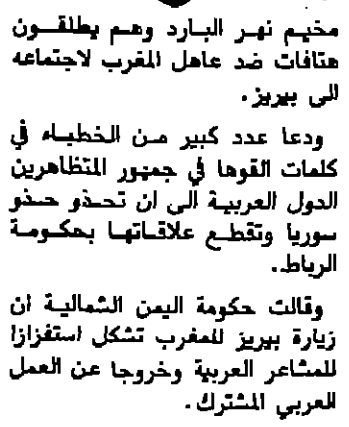 مخيم نهر البارد وهم يطلقون
هتافات ضد عاهل المغرب لاجتماعه
الى بيريز.
ودعا عدد كبير من الخطباء في
كلمات القوها في جمهور المتظاهرين
الدول العربية الى ان تحذو حذو
سوريا وتقطع علاقاتها بحكومة
الرباط.
وقالت حكومة اليمن الشمالية ان
زيارة بيريز للمغرب تشكل استفزازا
للمشاعر العربية وخروجا عن العمل
العربي المشترك.